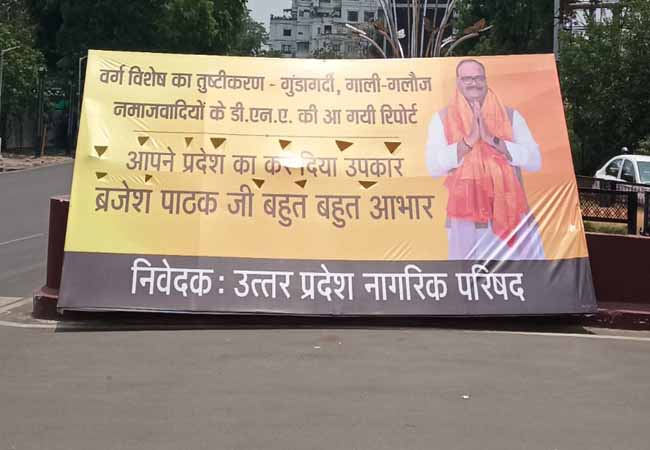 वर्ग विशेष का तुष्टीकरण - गुंडागर्दी, गाली-गलौज
नमाजवादियों के डी.एन.ए. की आ गयी रिपोर्ट
आपने प्रदेश का कर दिया उपकार
ब्रजेश पाठक जी बहुत बहुत आभार
निवेदक : उत्तर प्रदेश नागरिक परिषद